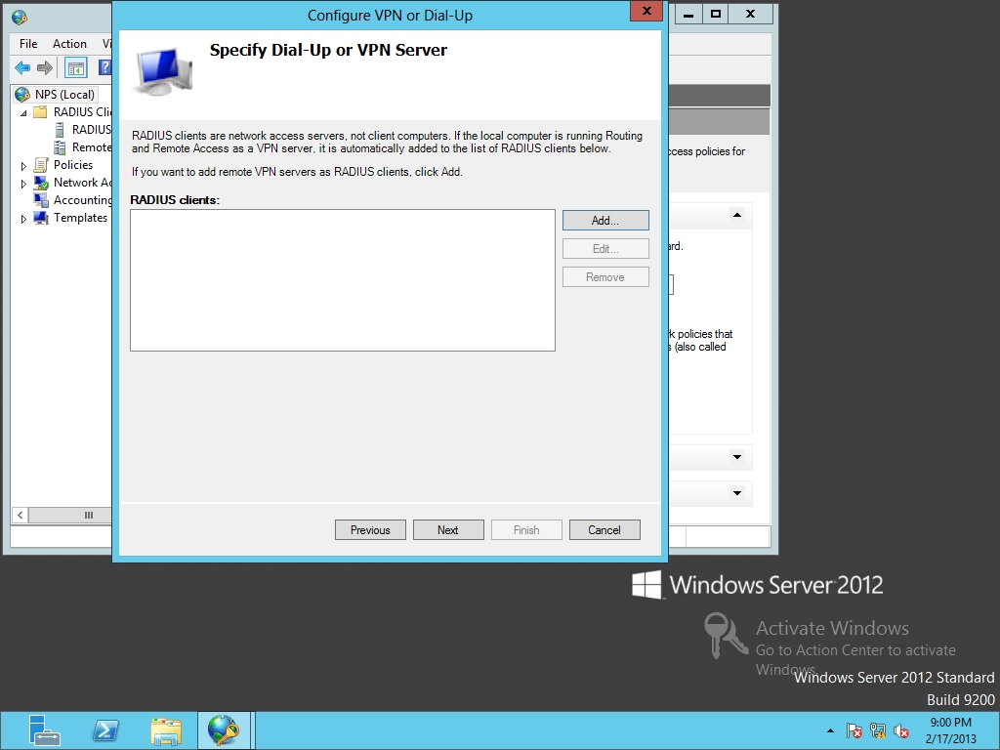 Configure VPN or Dial-Up
X
X
File Action Vi
Specify Dial-Up or VPN Server
?
NPS (Local)
RADIUS Clie
RADIUS
Remote
Policies
Network Ac
Accounting
Templates
RADIUS clients are network access servers, not client computers. If the local computer is running Routing
and Remote Access as a VPN server, it is automatically added to the list of RADIUS clients below.
If you want to add remote VPN servers as RADIUS clients, click Add.
RADIUS clients:
Add...
Edit...
Remove
ccess policies for
ard.
k policies that
s (also called
Previous Next Finish Cancel
Windows Server 2012
Activate Windows
Go to Action Center to activate
Windows.
Windows Server 2012 Standard
Build 9200
9:00 PM
2/17/2013